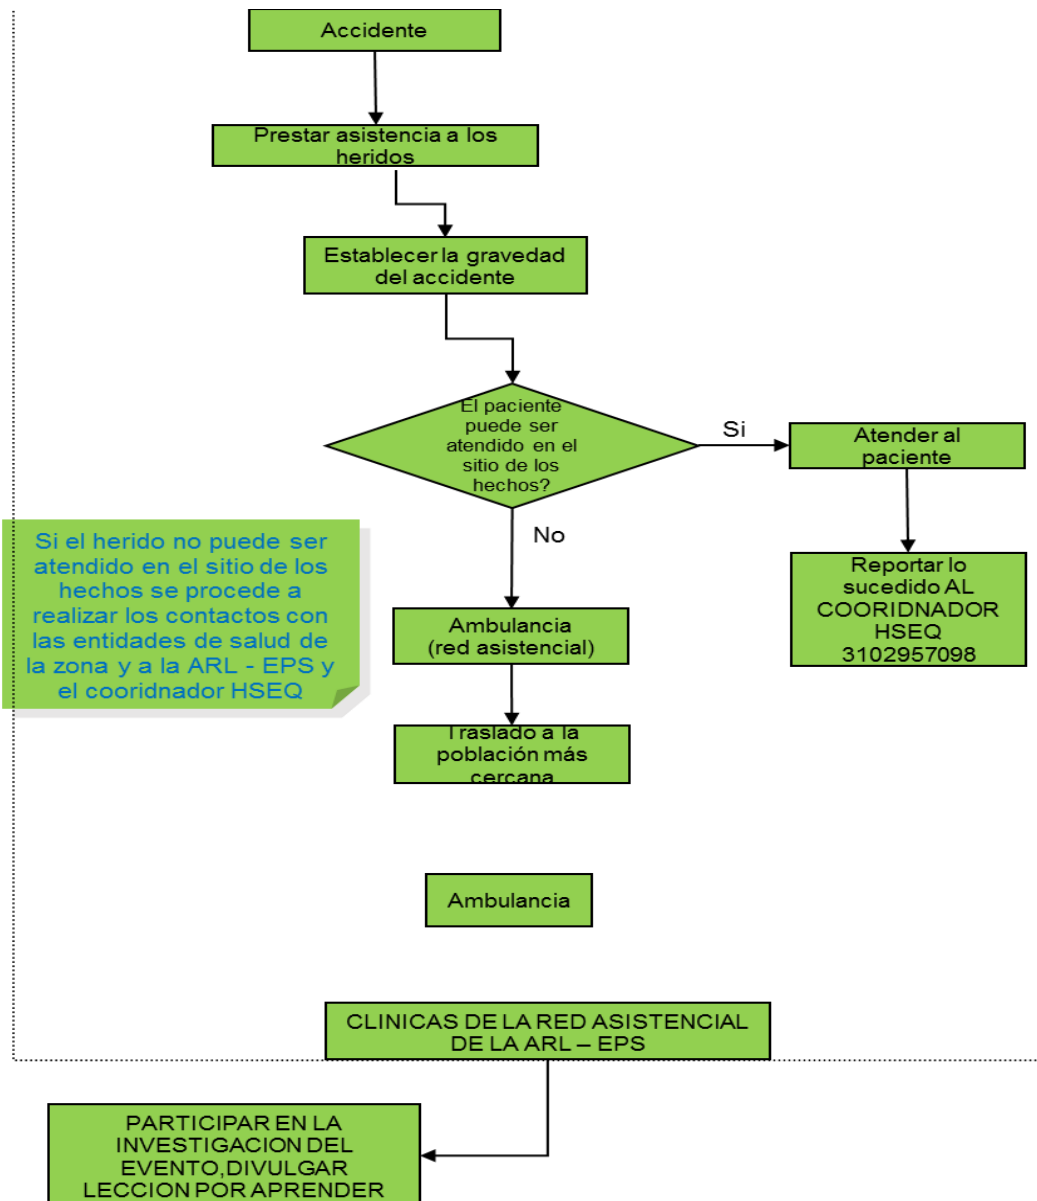 Accidente
Prestar asistencia a los
heridos
Establecer la gravedad
del accidente
El paciente
puede ser
atendido en el
sitio de los
hechos?
Si
Atender al
paciente
No
Reportar lo
sucedido AL
COORIDNADOR
HSEQ
3102957098
Si el herido no puede ser
atendido en el sitio de los
hechos se procede a
realizar los contactos con
las entidades de salud de
la zona y a la ARL - EPS y
el cooridnador HSEQ
Ambulancia
(red asistencial)
Traslado a la
población más
cercana
Ambulancia
CLINICAS DE LA RED ASISTENCIAL
DE LA ARL – EPS
PARTICIPAR EN LA
INVESTIGACION DEL
EVENTO,DIVULGAR
LECCION POR APRENDER